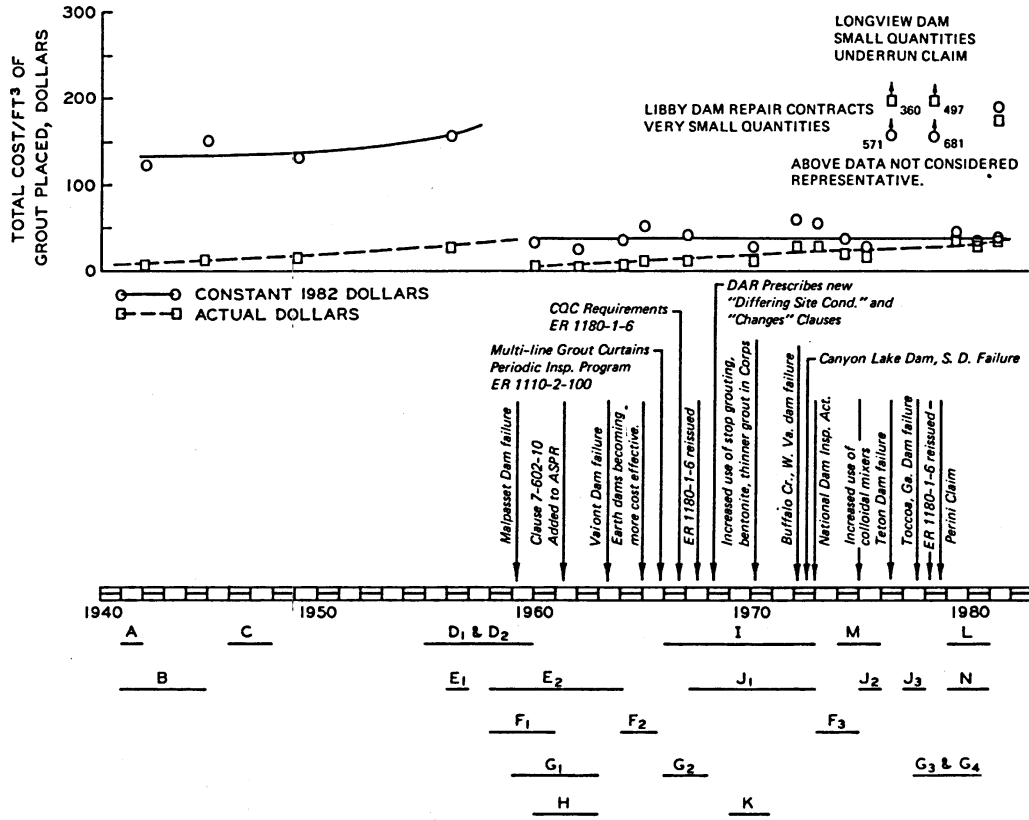 300
200
100
0
TOTAL COST/FT³ OF
GROUT PLACED, DOLLARS
LONGVIEW DAM
SMALL QUANTITIES
UNDERRUN CLAIM
LIBBY DAM REPAIR CONTRACTS
VERY SMALL QUANTITIES
360
497
571
681
ABOVE DATA NOT CONSIDERED
REPRESENTATIVE.
CONSTANT 1982 DOLLARS
ACTUAL DOLLARS
DAR Prescribes new
"Differing Site Cond." and
"Changes" Clauses
CQC Requirements
ER 1180-1-6
Multi-line Grout Curtains
Periodic Insp. Program
ER 1110-2-100
Canyon Lake Dam, S. D. Failure
Malpasset Dam failure
Clause 7-602-10
Added to ASPR
Vaiont Dam failure
Earth dams becoming
more cost effective.
ER 1180-1-6 reissued
Increased use of stop grouting,
bentonite, thinner grout in Corps
Buffalo Cr., W. Va. dam failure
National Dam Insp. Act.
Increased use of
colloidal mixers
Teton Dam failure
Toccoa, Ga. Dam failure
ER 1180-1-6 reissued
Perini Claim
1940 1950 1960 1970 1980
A C D₁ & D₂ I M L
B E₁ E₂ J₁ J₂ J₃ N
F₁ F₂ F₃
G₁ G₂ G₃ & G₄
H K